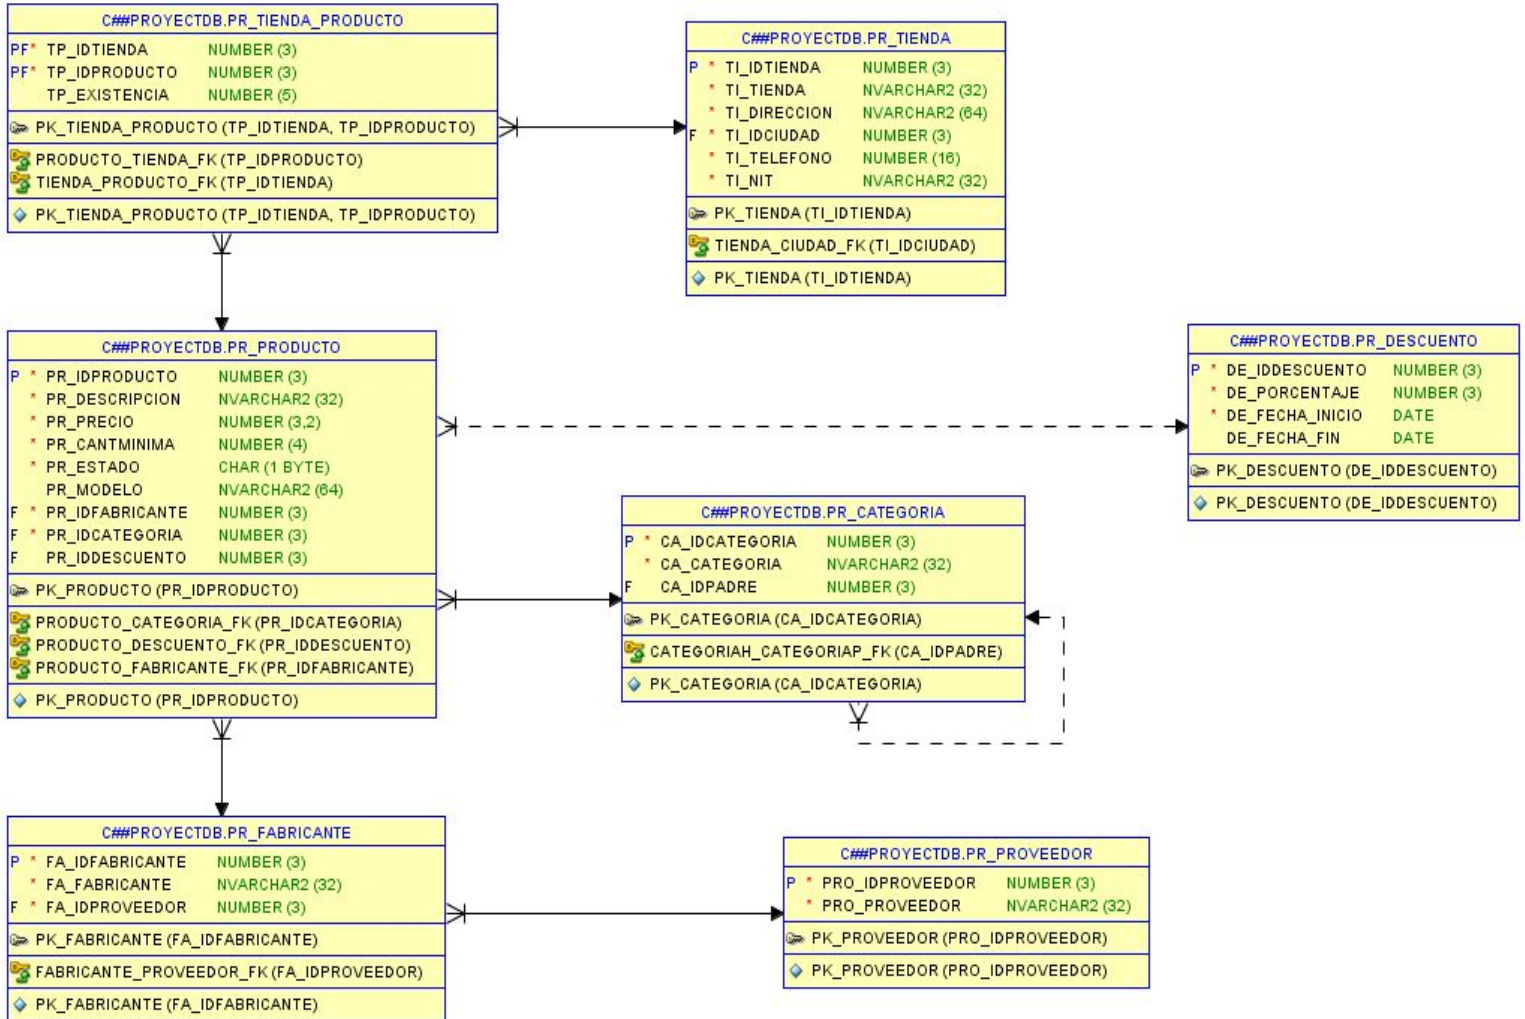 C##PROYECTDB.PR_TIENDA_PRODUCTO
PF* TP_IDTIENDA NUMBER (3)
PF* TP_IDPRODUCTO NUMBER (3)
TP_EXISTENCIA NUMBER (5)
PK_TIENDA_PRODUCTO (TP_IDTIENDA, TP_IDPRODUCTO)
PRODUCTO_TIENDA_FK (TP_IDPRODUCTO)
TIENDA_PRODUCTO_FK (TP_IDTIENDA)
PK_TIENDA_PRODUCTO (TP_IDTIENDA, TP_IDPRODUCTO)
C##PROYECTDB.PR_TIENDA
P * TI_IDTIENDA NUMBER (3)
* TI_TIENDA NVARCHAR2 (32)
* TI_DIRECCION NVARCHAR2 (64)
F * TI_IDCIUDAD NUMBER (3)
* TI_TELEFONO NUMBER (16)
* TI_NIT NVARCHAR2 (32)
PK_TIENDA (TI_IDTIENDA)
TIENDA_CIUDAD_FK (TI_IDCIUDAD)
PK_TIENDA (TI_IDTIENDA)
C##PROYECTDB.PR_PRODUCTO
P * PR_IDPRODUCTO NUMBER (3)
* PR_DESCRIPCION NVARCHAR2 (32)
* PR_PRECIO NUMBER (3,2)
* PR_CANTMINIMA NUMBER (4)
* PR_ESTADO CHAR (1 BYTE)
PR_MODELO NVARCHAR2 (64)
F * PR_IDFABRICANTE NUMBER (3)
F * PR_IDCATEGORIA NUMBER (3)
F PR_IDDESCUENTO NUMBER (3)
PK_PRODUCTO (PR_IDPRODUCTO)
PRODUCTO_CATEGORIA_FK (PR_IDCATEGORIA)
PRODUCTO_DESCUENTO_FK (PR_IDDESCUENTO)
PRODUCTO_FABRICANTE_FK (PR_IDFABRICANTE)
PK_PRODUCTO (PR_IDPRODUCTO)
C##PROYECTDB.PR_DESCUENTO
P * DE_IDDESCUENTO NUMBER (3)
* DE_PORCENTAJE NUMBER (3)
* DE_FECHA_INICIO DATE
DE_FECHA_FIN DATE
PK_DESCUENTO (DE_IDDESCUENTO)
PK_DESCUENTO (DE_IDDESCUENTO)
C##PROYECTDB.PR_CATEGORIA
P * CA_IDCATEGORIA NUMBER (3)
* CA_CATEGORIA NVARCHAR2 (32)
F CA_IDPADRE NUMBER (3)
PK_CATEGORIA (CA_IDCATEGORIA)
CATEGORIAH_CATEGORIAP_FK (CA_IDPADRE)
PK_CATEGORIA (CA_IDCATEGORIA)
C##PROYECTDB.PR_FABRICANTE
P * FA_IDFABRICANTE NUMBER (3)
* FA_FABRICANTE NVARCHAR2 (32)
F * FA_IDPROVEEDOR NUMBER (3)
PK_FABRICANTE (FA_IDFABRICANTE)
FABRICANTE_PROVEEDOR_FK (FA_IDPROVEEDOR)
PK_FABRICANTE (FA_IDFABRICANTE)
C##PROYECTDB.PR_PROVEEDOR
P * PRO_IDPROVEEDOR NUMBER (3)
* PRO_PROVEEDOR NVARCHAR2 (32)
PK_PROVEEDOR (PRO_IDPROVEEDOR)
PK_PROVEEDOR (PRO_IDPROVEEDOR)